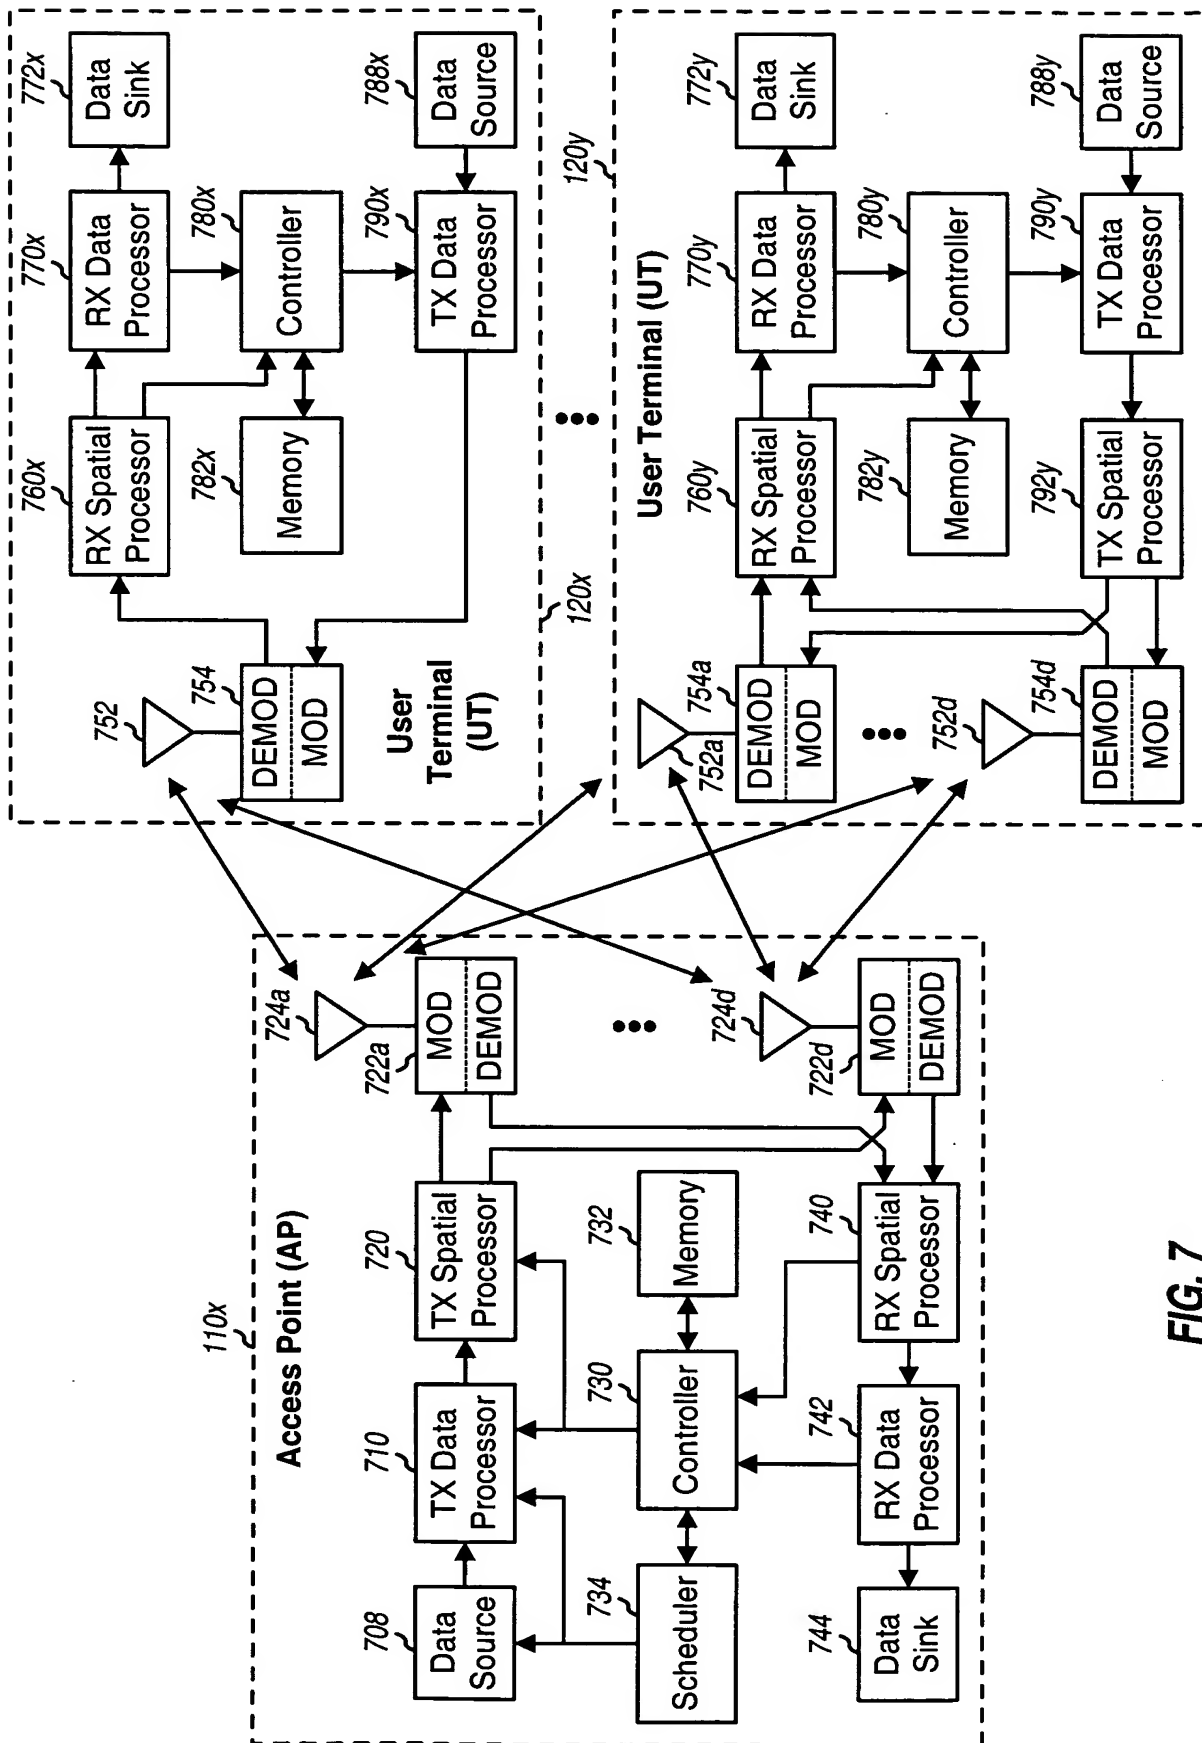 110x
Access Point (AP)
708
Data
Source
710
TX Data
Processor
720
TX Spatial
Processor
722a
MOD
DEMOD
724a
734
Scheduler
730
Controller
732
Memory
724d
744
Data
Sink
742
RX Data
Processor
740
RX Spatial
Processor
722d
MOD
DEMOD
752
754
DEMOD
MOD
User
Terminal
(UT)
760x
RX Spatial
Processor
770x
RX Data
Processor
772x
Data
Sink
782x
Memory
780x
Controller
790x
TX Data
Processor
788x
Data
Source
120x
120y
User Terminal (UT)
752a
754a
DEMOD
MOD
760y
RX Spatial
Processor
770y
RX Data
Processor
772y
Data
Sink
782y
Memory
780y
Controller
752d
754d
DEMOD
MOD
792y
TX Spatial
Processor
790y
TX Data
Processor
788y
Data
Source
FIG. 7